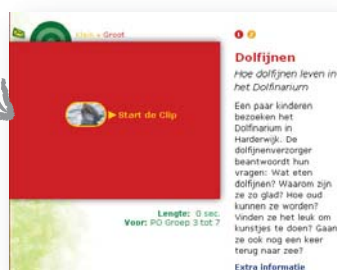 Klein • Groot
Start de Clip
Lengte: 0 sec.
Voor: PO Groep 3 tot 7
Dolfijnen
Hoe dolfijnen leven in
het Dolfinarium
Een paar kinderen
bezoeken het
Dolfinarium in
Harderwijk. De
dolfijnenverzorger
beantwoordt hun
vragen: Wat eten
dolfijnen? Waarom zijn
ze zo glad? Hoe oud
kunnen ze worden?
Vinden ze het leuk om
kunstjes te doen? Gaan
ze ook nog een keer
terug naar zee?
Extra informatie